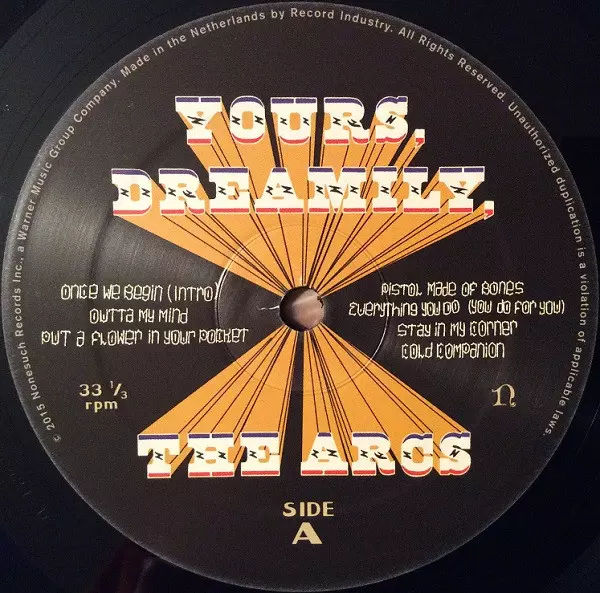 © 2015 Nonesuch Records Inc., a Warner Music Group Company. Made in the Netherlands by Record Industry. All Rights Reserved. Unauthorized duplication is a violation of applicable laws.
YOURS,
DREAMILY,
ONCE WE BEGIN (INTRO)
OUTTA MY MIND
PUT A FLOWER IN YOUR POCKET
PISTOL MADE OF BONES
EVERYTHING YOU DO (YOU DO FOR YOU)
STAY IN MY CORNER
COLD COMPANION
33 1/3
rpm
n
THE ARCS
SIDE
A